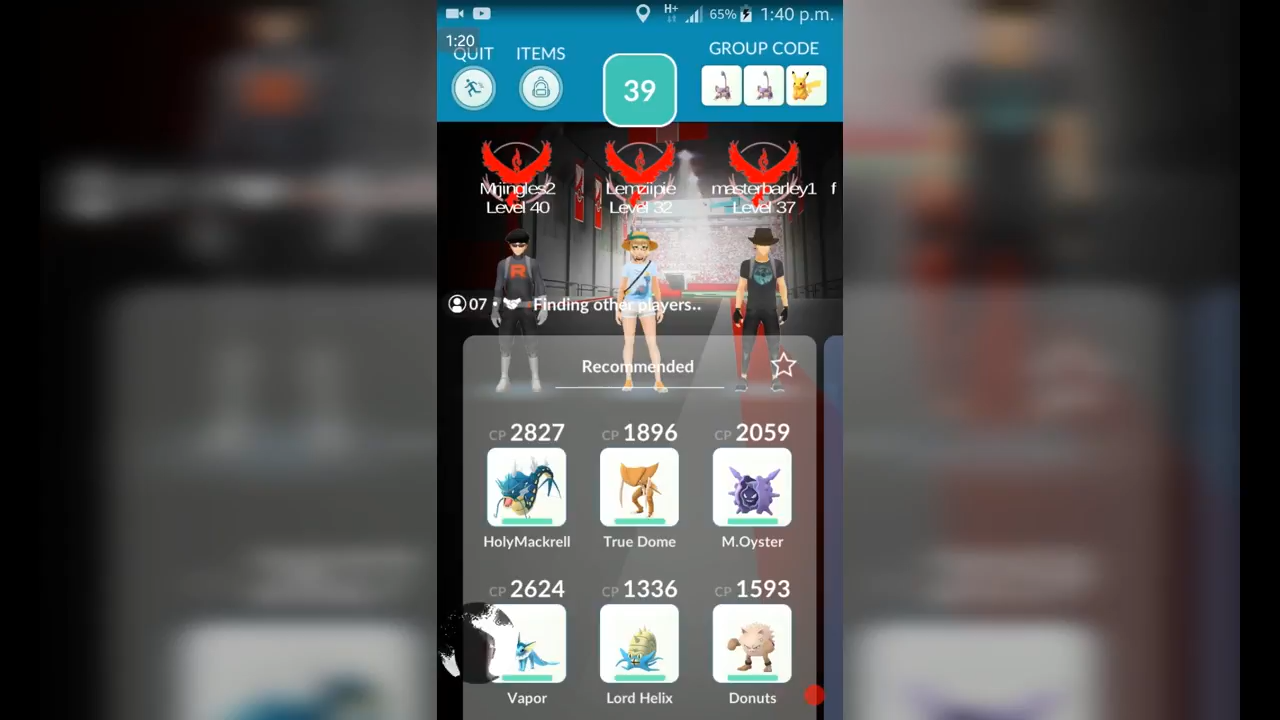 65% 1:40 p.m.
1:20
QUIT ITEMS GROUP CODE
39
Mrjingles2 Lemziipie masterbarley1 f
Level 40 Level 32 Level 37
R
07 • Finding other players..
Recommended
CP 2827 CP 1896 CP 2059
HolyMackrell True Dome M.Oyster
CP 2624 CP 1336 CP 1593
Vapor Lord Helix Donuts